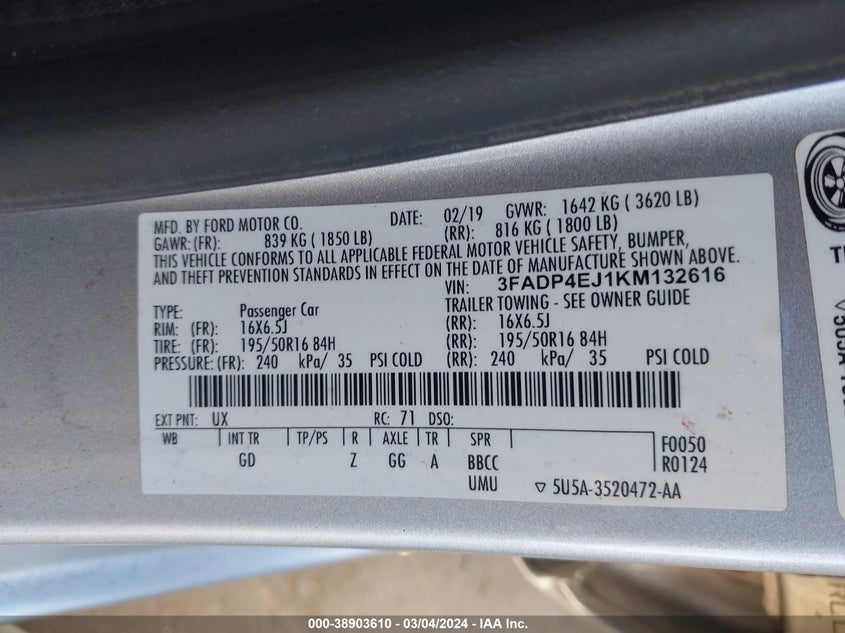 MFD. BY FORD MOTOR CO. DATE: 02/19 GVWR: 1642 KG ( 3620 LB)
GAWR: (FR): 839 KG ( 1850 LB) (RR): 816 KG ( 1800 LB)
THIS VEHICLE CONFORMS TO ALL APPLICABLE FEDERAL MOTOR VEHICLE SAFETY, BUMPER,
AND THEFT PREVENTION STANDARDS IN EFFECT ON THE DATE OF MANUFACTURE SHOWN ABOVE.
VIN: 3FADP4EJ1KM132616
TYPE: Passenger Car TRAILER TOWING - SEE OWNER GUIDE
RIM: (FR): 16X6.5J (RR): 16X6.5J
TIRE: (FR): 195/50R16 84H (RR): 195/50R16 84H
PRESSURE: (FR): 240 kPa/ 35 PSI COLD (RR): 240 kPa/ 35 PSI COLD
EXT PNT: UX RC: 71 DSO:
WB INT TR TP/PS R AXLE TR SPR F0050
GD Z GG A BBCC R0124
UMU ▽ 5U5A-3520472-AA
000-38903610 - 03/04/2024 - IAA Inc.